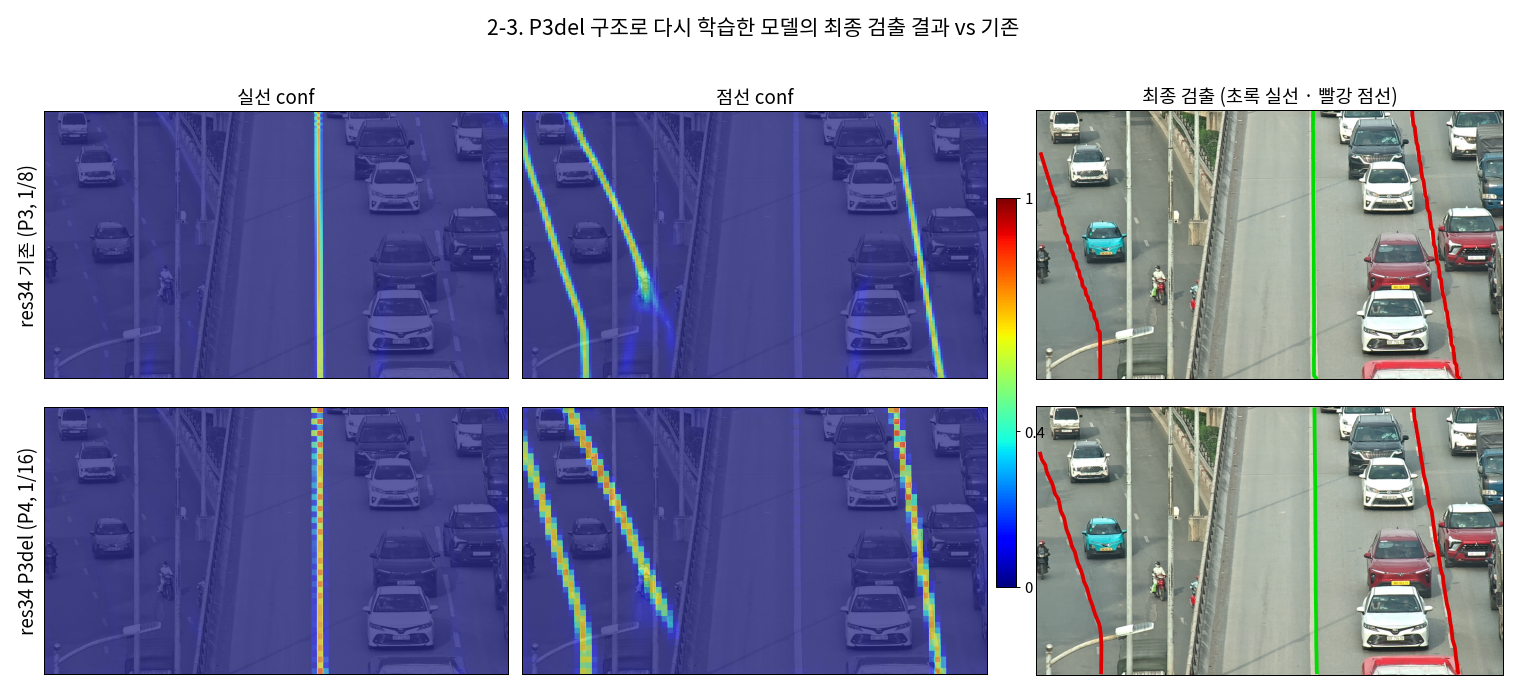 2-3. P3del 구조로 다시 학습한 모델의 최종 검출 결과 vs 기존
실선 conf
점선 conf
최종 검출 (초록 실선 · 빨강 점선)
res34 기존 (P3, 1/8)
res34 P3del (P4, 1/16)
1
0.4
0